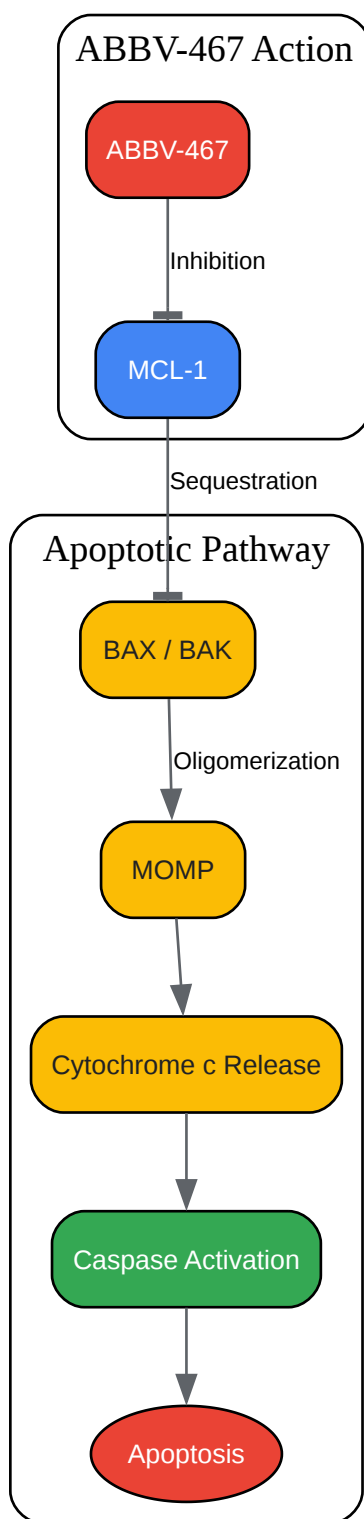 ABBV-467 Action
ABBV-467
Inhibition
MCL-1
Sequestration
Apoptotic Pathway
BAX / BAK
Oligomerization
MOMP
Cytochrome c Release
Caspase Activation
Apoptosis